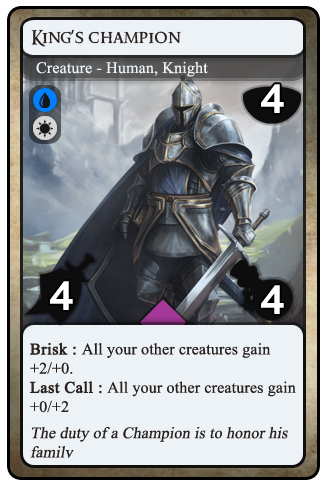 King's champion
Creature - Human, Knight
4
4
4
Brisk : All your other creatures gain
+2/+0.
Last Call : All your other creatures gain
+0/+2
The duty of a Champion is to honor his
family